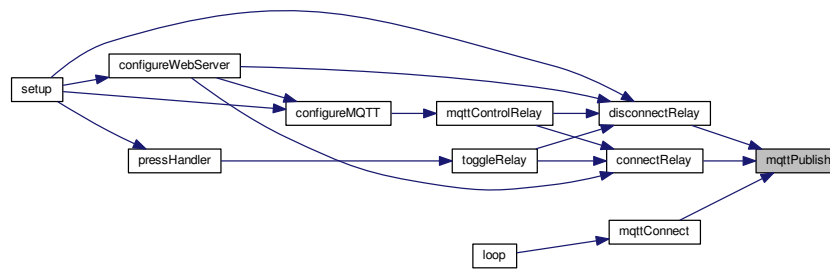 setup
configureWebServer
pressHandler
configureMQTT
mqttControlRelay
toggleRelay
loop
disconnectRelay
connectRelay
mqttConnect
mqttPublish